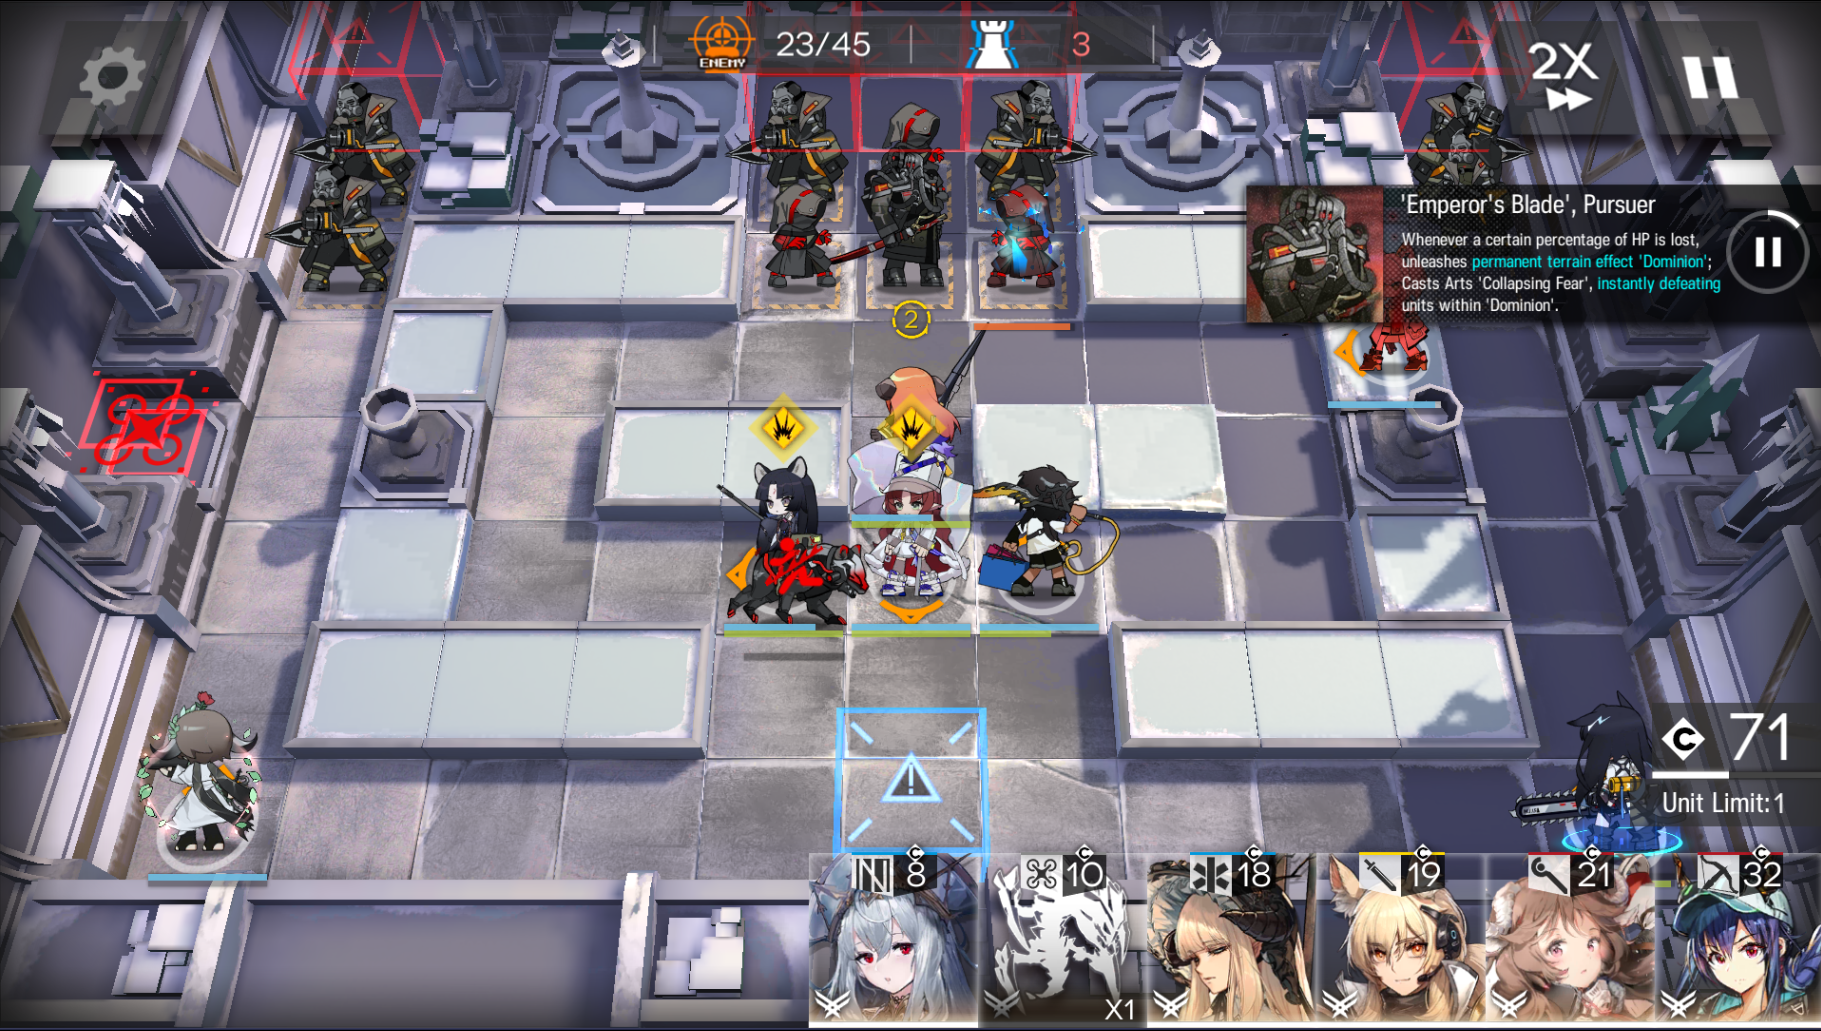 ENEMY
23/45
3
2X
'Emperor's Blade', Pursuer
Whenever a certain percentage of HP is lost,
unleashes permanent terrain effect 'Dominion';
Casts Arts 'Collapsing Fear', instantly defeating
units within 'Dominion'.
2
C 71
Unit Limit:1
8
10
18
19
21
32
X1